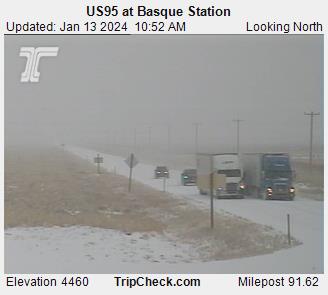 US95 at Basque Station
Updated: Jan 13 2024 10:52 AM Looking North
Elevation 4460 TripCheck.com Milepost 91.62